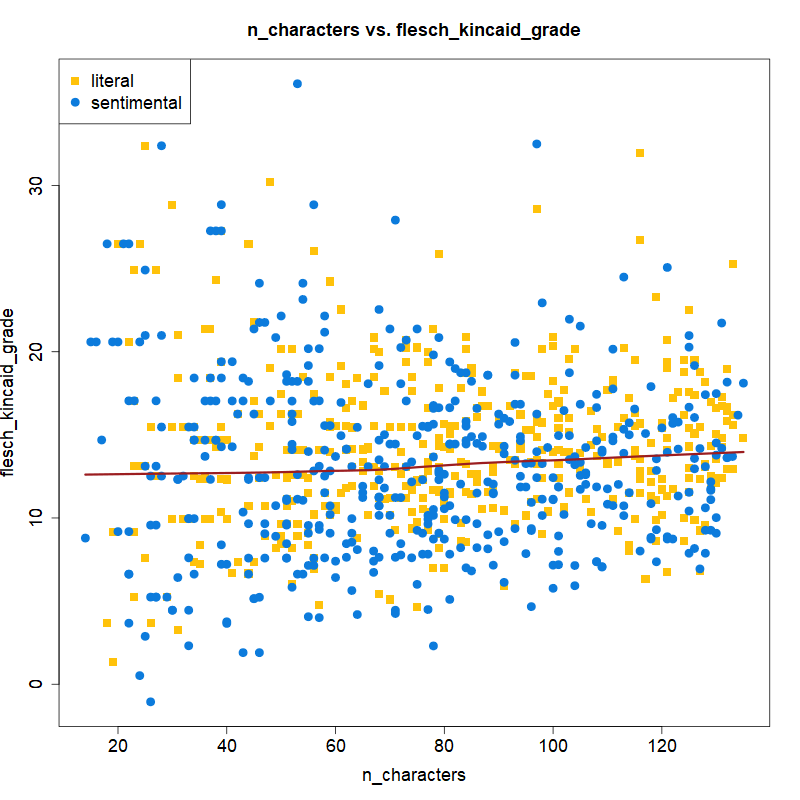 n_characters vs. flesch_kincaid_grade
literal
sentimental
flesch_kincaid_grade
30
20
10
0
20 40 60 80 100 120
n_characters